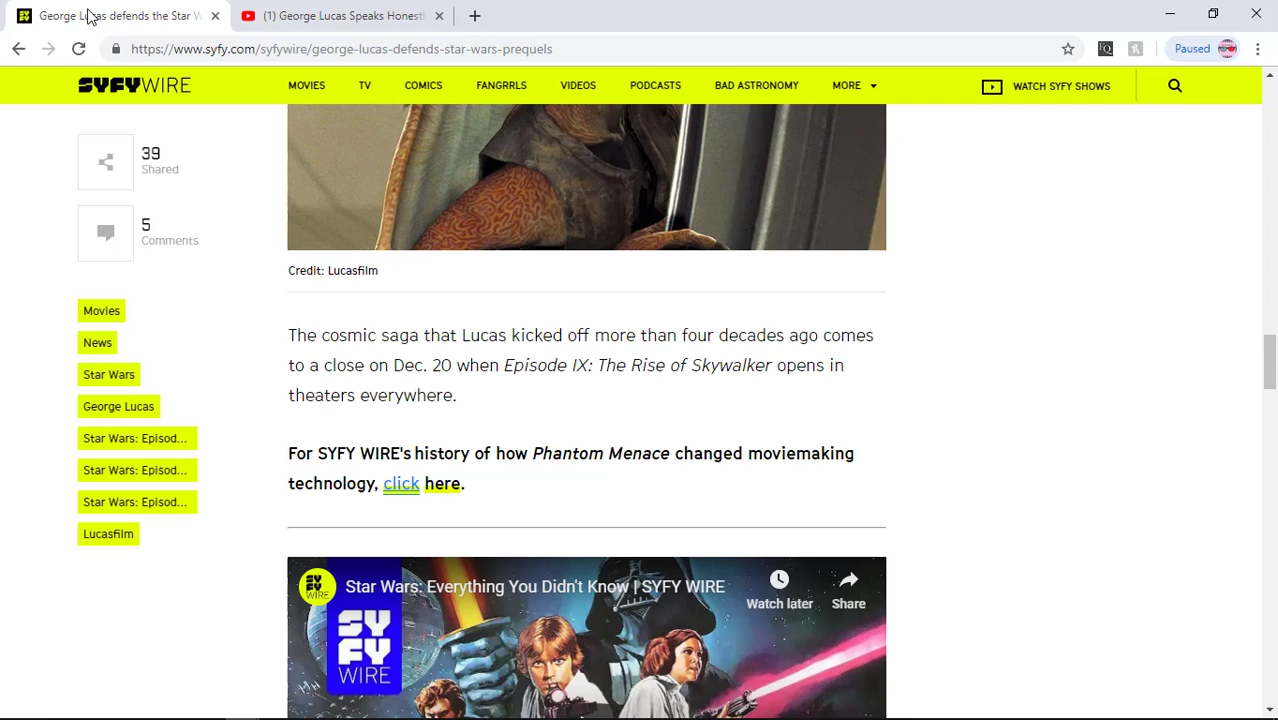 George Lucas defends the Star W
(1) George Lucas Speaks Honest
https://www.syfy.com/syfywire/george-lucas-defends-star-wars-prequels
Paused
SYFYWIRE
MOVIES
TV
COMICS
FANGRRLS
VIDEOS
PODCASTS
BAD ASTRONOMY
MORE
WATCH SYFY SHOWS
39
Shared
5
Comments
Movies
News
Star Wars
George Lucas
Star Wars: Episod...
Star Wars: Episod...
Star Wars: Episod...
Lucasfilm
Credit: Lucasfilm
The cosmic saga that Lucas kicked off more than four decades ago comes
to a close on Dec. 20 when Episode IX: The Rise of Skywalker opens in
theaters everywhere.
For SYFY WIRE's history of how Phantom Menace changed moviemaking
technology, click here.
SY
FY
WIRE
Star Wars: Everything You Didn't Know | SYFY WIRE
Watch later
Share
SY
FY
WIRE